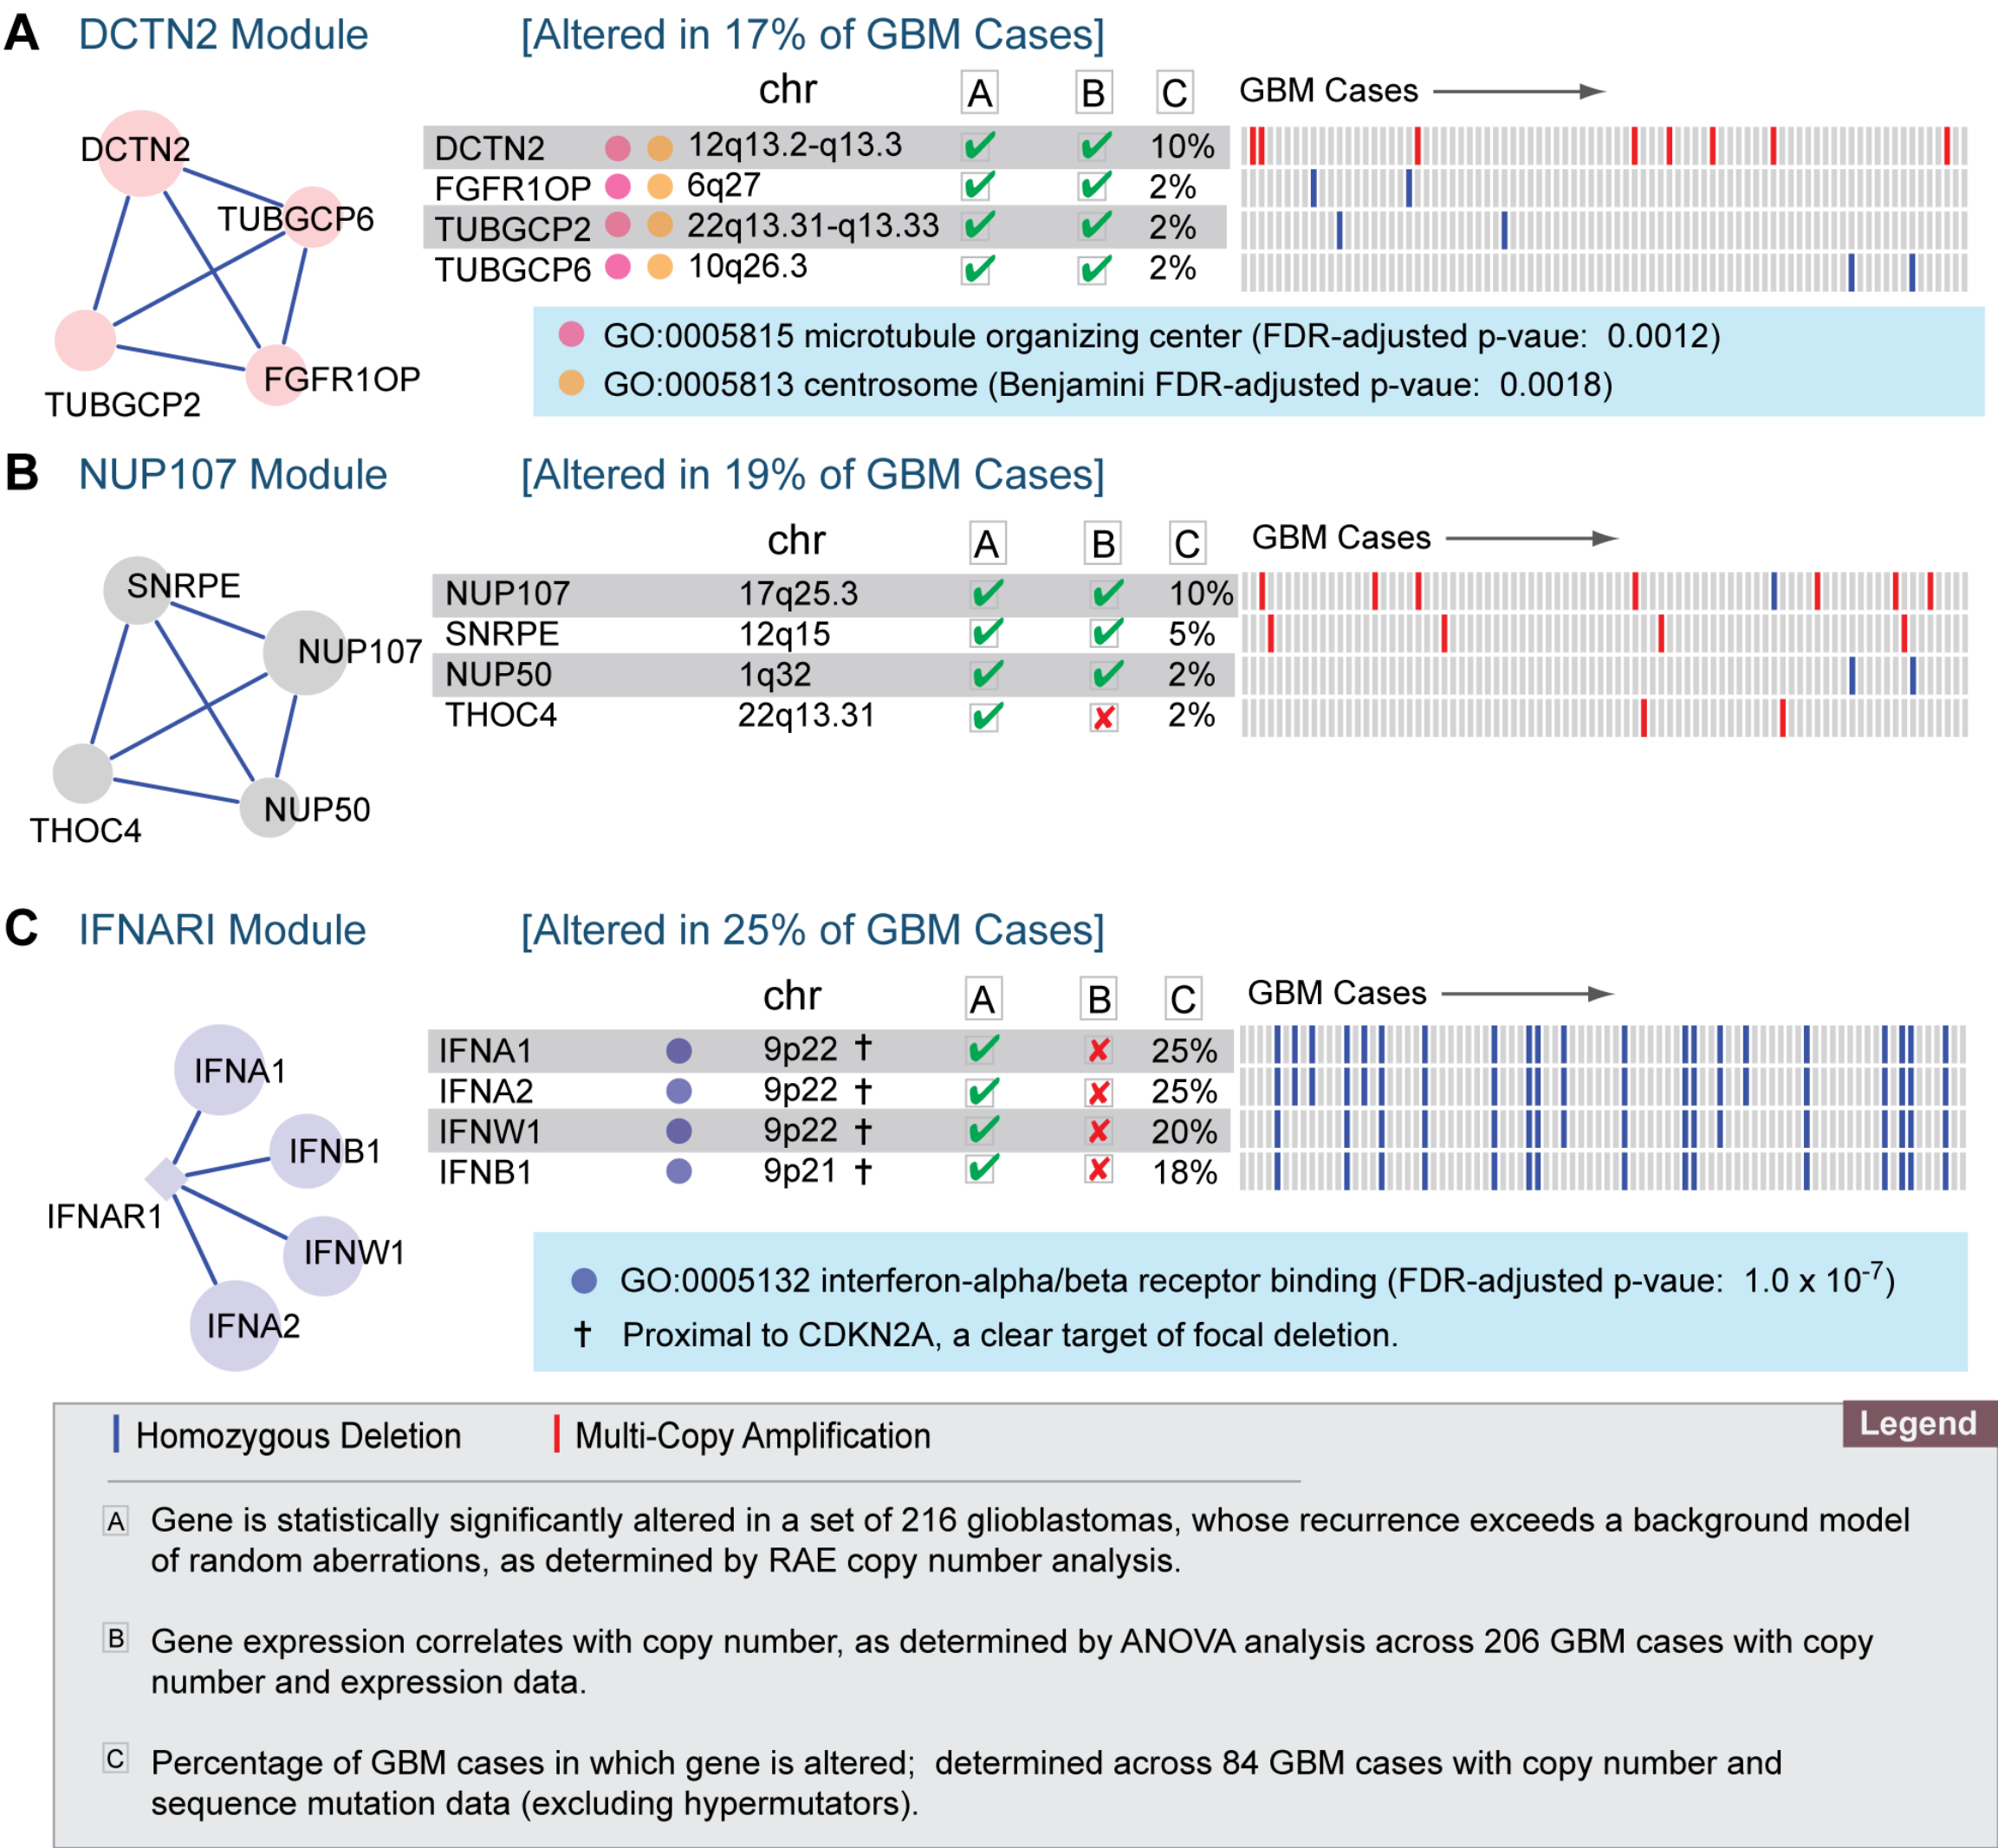 A DCTN2 Module [Altered in 17% of GBM Cases]
chr A B C GBM Cases
DCTN2
TUBGCP6
TUBGCP2
FGFR1OP
DCTN2 12q13.2-q13.3 ✔ ✔ 10%
FGFR1OP 6q27 ✔ ✔ 2%
TUBGCP2 22q13.31-q13.33 ✔ ✔ 2%
TUBGCP6 10q26.3 ✔ ✔ 2%
GO:0005815 microtubule organizing center (FDR-adjusted p-vaue: 0.0012)
GO:0005813 centrosome (Benjamini FDR-adjusted p-vaue: 0.0018)
B NUP107 Module [Altered in 19% of GBM Cases]
chr A B C GBM Cases
SNRPE
NUP107
THOC4
NUP50
NUP107 17q25.3 ✔ ✔ 10%
SNRPE 12q15 ✔ ✔ 5%
NUP50 1q32 ✔ ✔ 2%
THOC4 22q13.31 ✔ ✘ 2%
C IFNARI Module [Altered in 25% of GBM Cases]
chr A B C GBM Cases
IFNA1
IFNB1
IFNAR1
IFNW1
IFNA2
IFNA1 9p22 † ✔ ✘ 25%
IFNA2 9p22 † ✔ ✘ 25%
IFNW1 9p22 † ✔ ✘ 20%
IFNB1 9p21 † ✔ ✘ 18%
GO:0005132 interferon-alpha/beta receptor binding (FDR-adjusted p-vaue: 1.0 x 10⁻⁷)
† Proximal to CDKN2A, a clear target of focal deletion.
Legend
Homozygous Deletion Multi-Copy Amplification
A Gene is statistically significantly altered in a set of 216 glioblastomas, whose recurrence exceeds a background model
of random aberrations, as determined by RAE copy number analysis.
B Gene expression correlates with copy number, as determined by ANOVA analysis across 206 GBM cases with copy
number and expression data.
C Percentage of GBM cases in which gene is altered; determined across 84 GBM cases with copy number and
sequence mutation data (excluding hypermutators).